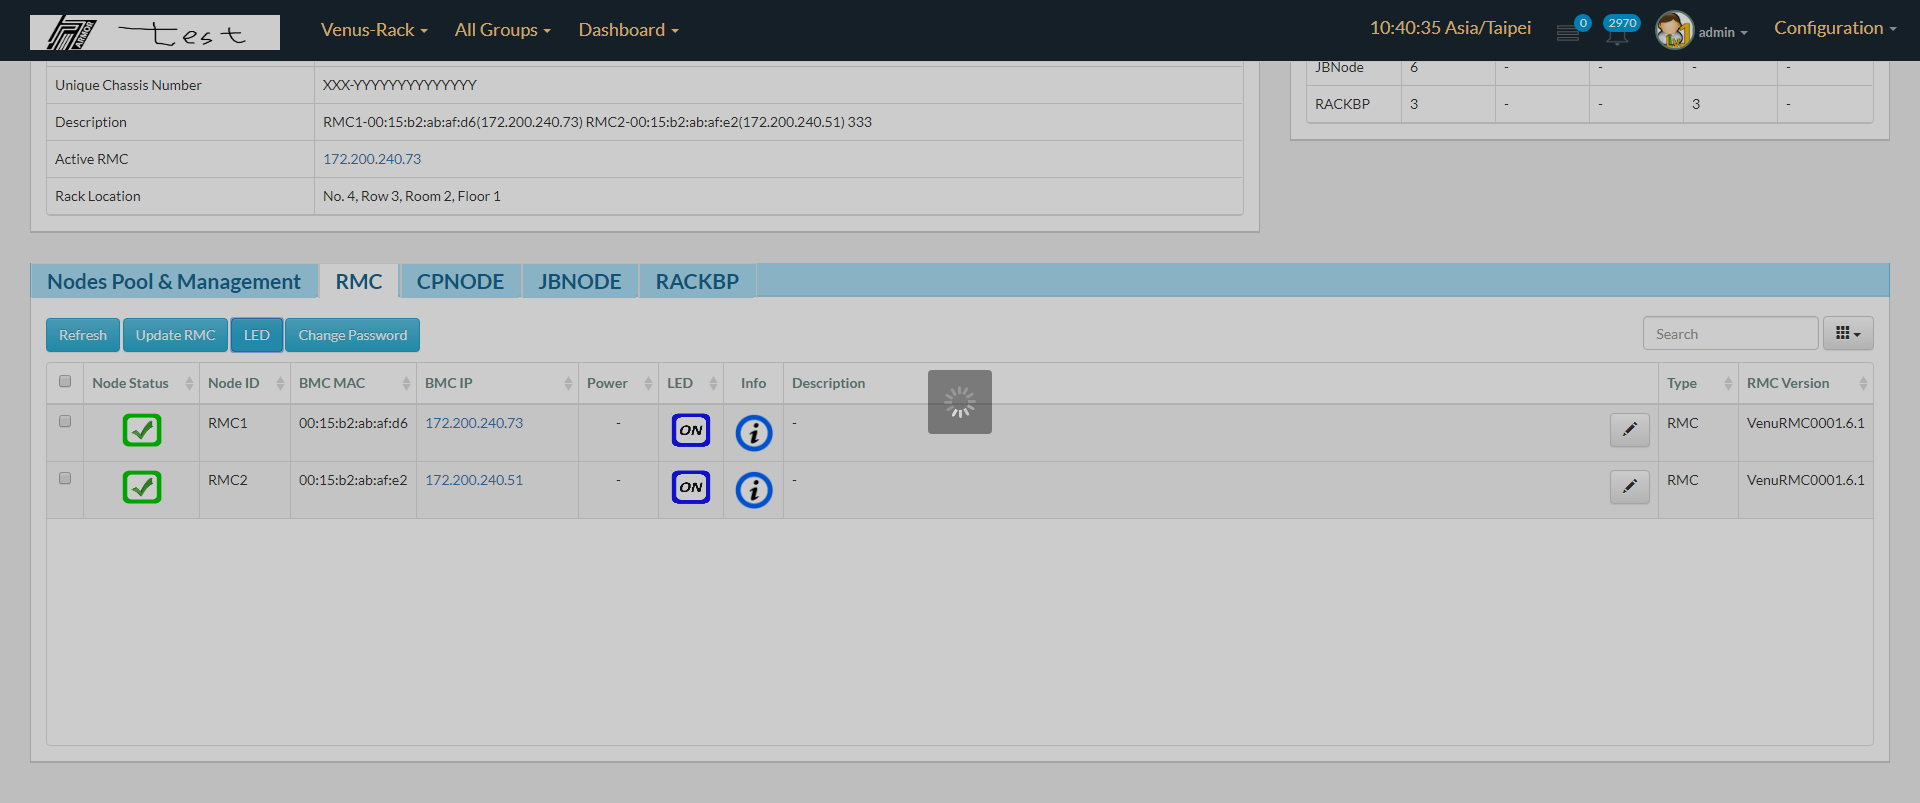 ARMOR test Venus-Rack All Groups Dashboard 10:40:35 Asia/Taipei 0 2970 admin Configuration
Unique Chassis Number XXX-YYYYYYYYYYYYYY
Description RMC1-00:15:b2:ab:af:d6(172.200.240.73) RMC2-00:15:b2:ab:af:e2(172.200.240.51) 333
Active RMC 172.200.240.73
Rack Location No. 4, Row 3, Room 2, Floor 1
JBNode 6 - - - -
RACKBP 3 - - 3 -
Nodes Pool & Management RMC CPNODE JBNODE RACKBP
Refresh Update RMC LED Change Password Search
Node Status Node ID BMC MAC BMC IP Power LED Info Description Type RMC Version
RMC1 00:15:b2:ab:af:d6 172.200.240.73 - ON i - RMC VenuRMC0001.6.1
RMC2 00:15:b2:ab:af:e2 172.200.240.51 - ON i - RMC VenuRMC0001.6.1